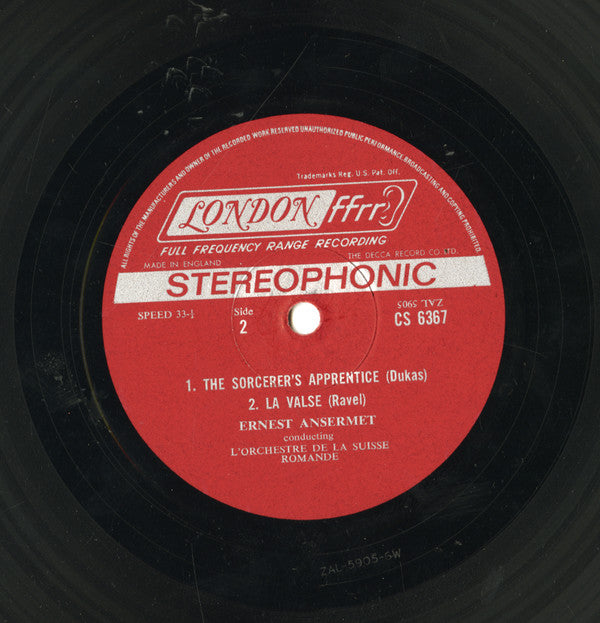 ALL RIGHTS OF THE MANUFACTURERS AND OWNER OF THE RECORDED WORK RESERVED UNAUTHORIZED PUBLIC PERFORMANCE, BROADCASTING AND COPYING PROHIBITED.
Trademarks Reg. U.S. Pat. Off.
LONDON ffrr
FULL FREQUENCY RANGE RECORDING
MADE IN ENGLAND
THE DECCA RECORD CO LTD.
STEREOPHONIC
SPEED 33-⅓
Side
2
ZAL 5905
CS 6367
1. THE SORCERER'S APPRENTICE (Dukas)
2. LA VALSE (Ravel)
ERNEST ANSERMET
conducting
L'ORCHESTRE DE LA SUISSE
ROMANDE
ZAL-5905-GW